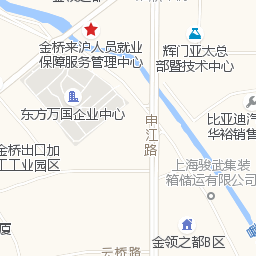 金桥来沪人员就业
保障服务管理中心
辉门亚太总
部暨技术中心
东方万国企业中心
申江路
比亚迪汽
华裕销售
金桥出口加
工工业园区
上海骏武集装
箱储运有限公司
厦
金领之都B区
云桥路